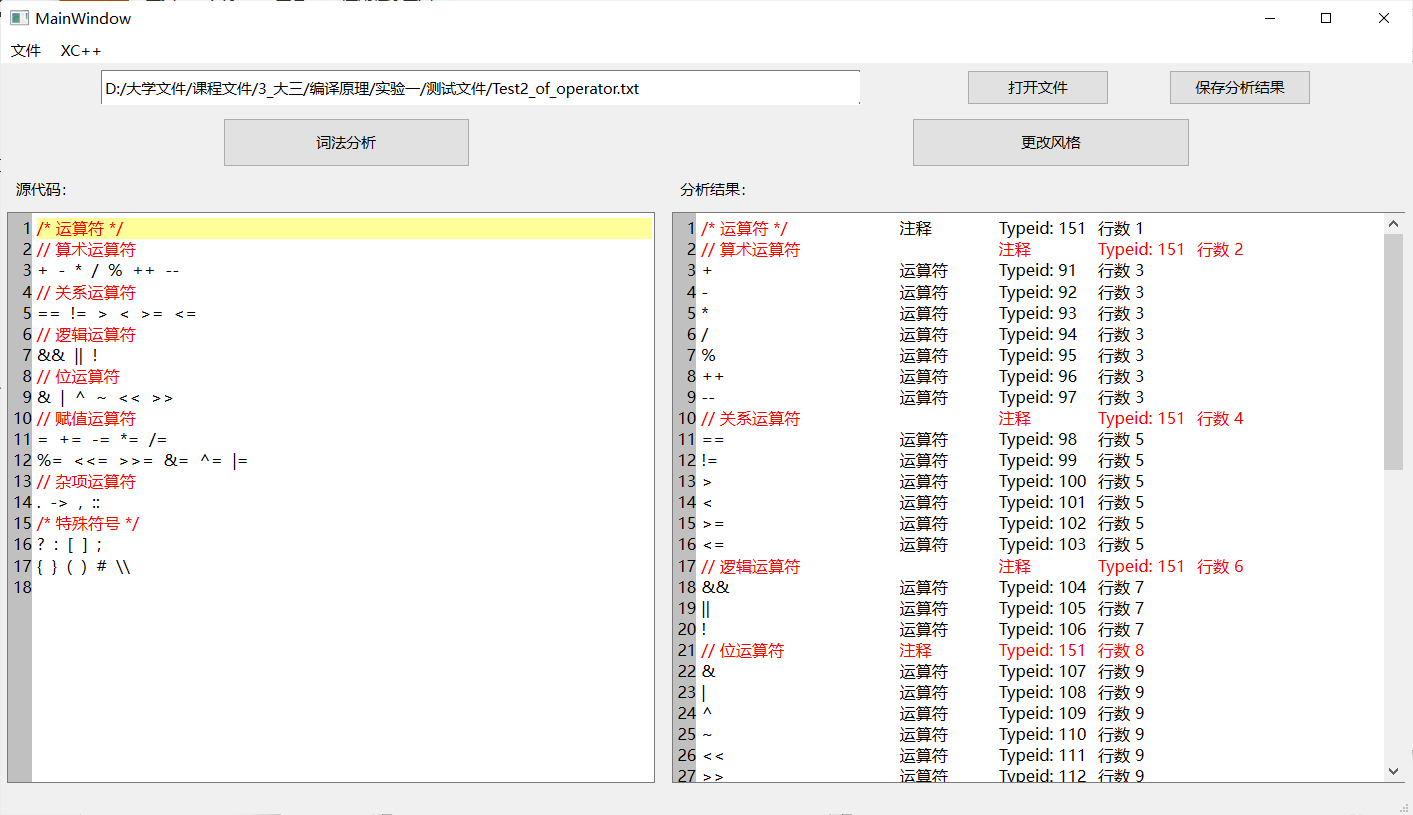 MainWindow
文件 XC++
D:/大学文件/课程文件/3_大三/编译原理/实验一/测试文件/Test2_of_operator.txt 打开文件 保存分析结果
词法分析 更改风格
源代码:
1 /* 运算符 */
2 // 算术运算符
3 + - * / % ++ --
4 // 关系运算符
5 == != > < >= <=
6 // 逻辑运算符
7 && || !
8 // 位运算符
9 & | ^ ~ << >>
10 // 赋值运算符
11 = += -= *= /=
12 %= <<= >>= &= ^= |=
13 // 杂项运算符
14 . -> , ::
15 /* 特殊符号 */
16 ? : [ ] ;
17 { } ( ) # \\
18
分析结果:
1 /* 运算符 */ 注释 Typeid: 151 行数 1
2 // 算术运算符 注释 Typeid: 151 行数 2
3 + 运算符 Typeid: 91 行数 3
4 - 运算符 Typeid: 92 行数 3
5 * 运算符 Typeid: 93 行数 3
6 / 运算符 Typeid: 94 行数 3
7 % 运算符 Typeid: 95 行数 3
8 ++ 运算符 Typeid: 96 行数 3
9 -- 运算符 Typeid: 97 行数 3
10 // 关系运算符 注释 Typeid: 151 行数 4
11 == 运算符 Typeid: 98 行数 5
12 != 运算符 Typeid: 99 行数 5
13 > 运算符 Typeid: 100 行数 5
14 < 运算符 Typeid: 101 行数 5
15 >= 运算符 Typeid: 102 行数 5
16 <= 运算符 Typeid: 103 行数 5
17 // 逻辑运算符 注释 Typeid: 151 行数 6
18 && 运算符 Typeid: 104 行数 7
19 || 运算符 Typeid: 105 行数 7
20 ! 运算符 Typeid: 106 行数 7
21 // 位运算符 注释 Typeid: 151 行数 8
22 & 运算符 Typeid: 107 行数 9
23 | 运算符 Typeid: 108 行数 9
24 ^ 运算符 Typeid: 109 行数 9
25 ~ 运算符 Typeid: 110 行数 9
26 << 运算符 Typeid: 111 行数 9
27 >> 运算符 Typeid: 112 行数 9